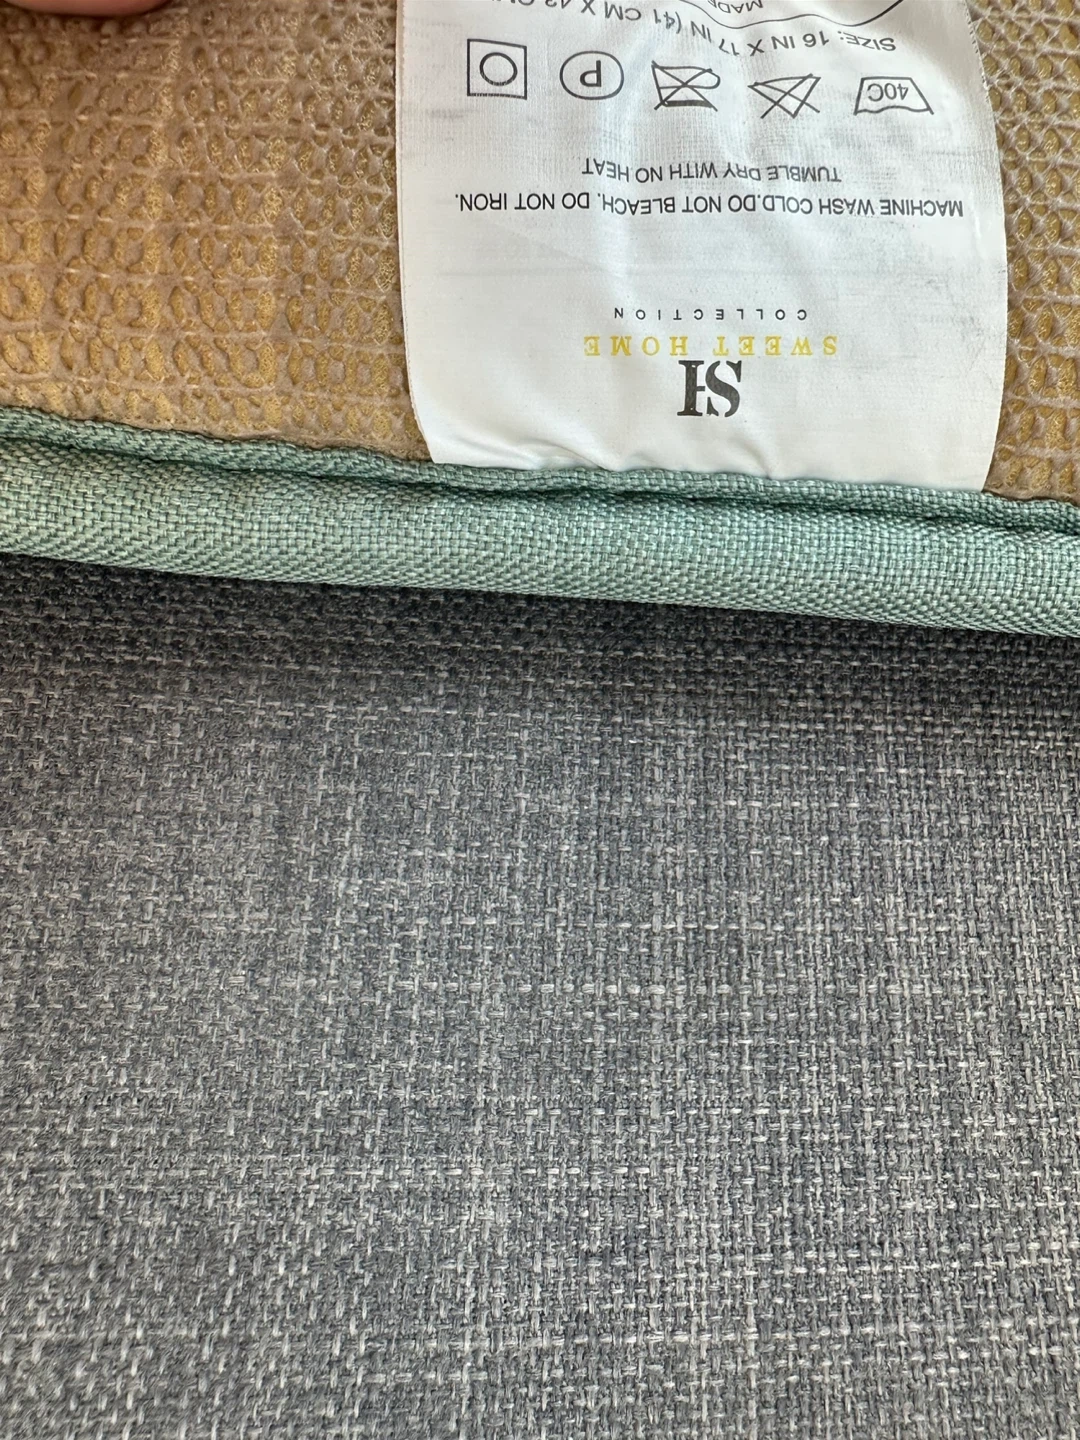 SH
SWEET HOME
COLLECTION
MACHINE WASH COLD.DO NOT BLEACH. DO NOT IRON.
TUMBLE DRY WITH NO HEAT
40C P
SIZE: 16 IN X 17 IN (41 CM X 43
MADE